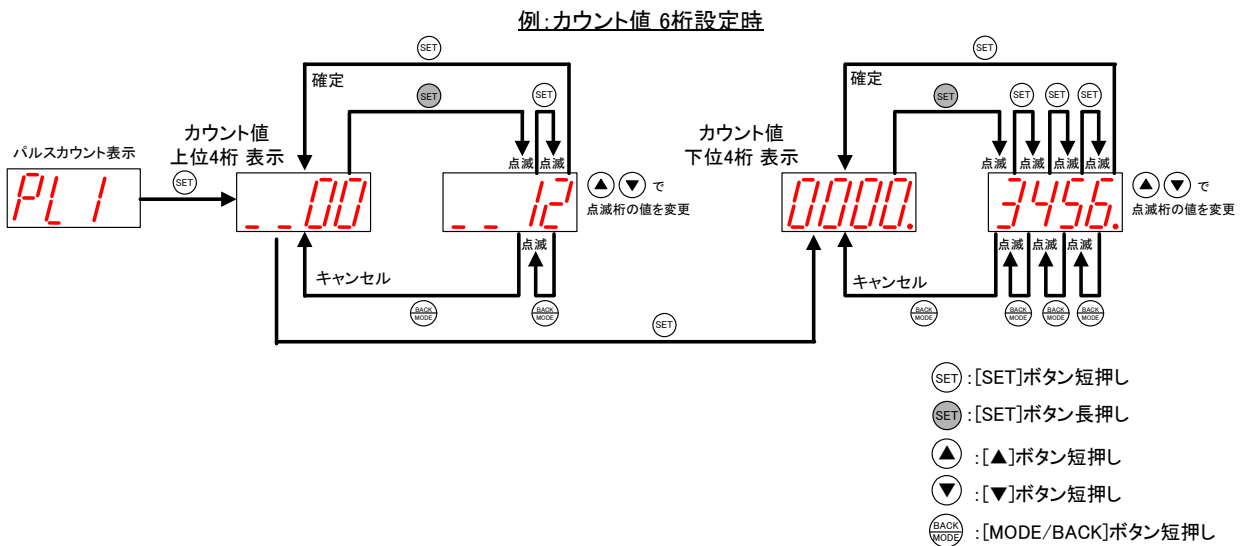 例:カウント値 6桁設定時
SET
確定
SET
SET
カウント値
上位4桁 表示
パルスカウント表示
PL 1
SET
_ _00
点滅 点滅
_ _ 12
▲ ▼ で
点滅桁の値を変更
点滅
キャンセル
BACK
MODE
BACK
MODE
SET
SET
確定
SET
SET
SET
SET
カウント値
下位4桁 表示
0000.
点滅 点滅 点滅 点滅
3456.
▲ ▼ で
点滅桁の値を変更
点滅 点滅 点滅
キャンセル
BACK
MODE
BACK
MODE
BACK
MODE
BACK
MODE
SET :[SET]ボタン短押し
SET :[SET]ボタン長押し
▲ :[▲]ボタン短押し
▼ :[▼]ボタン短押し
BACK
MODE :[MODE/BACK]ボタン短押し